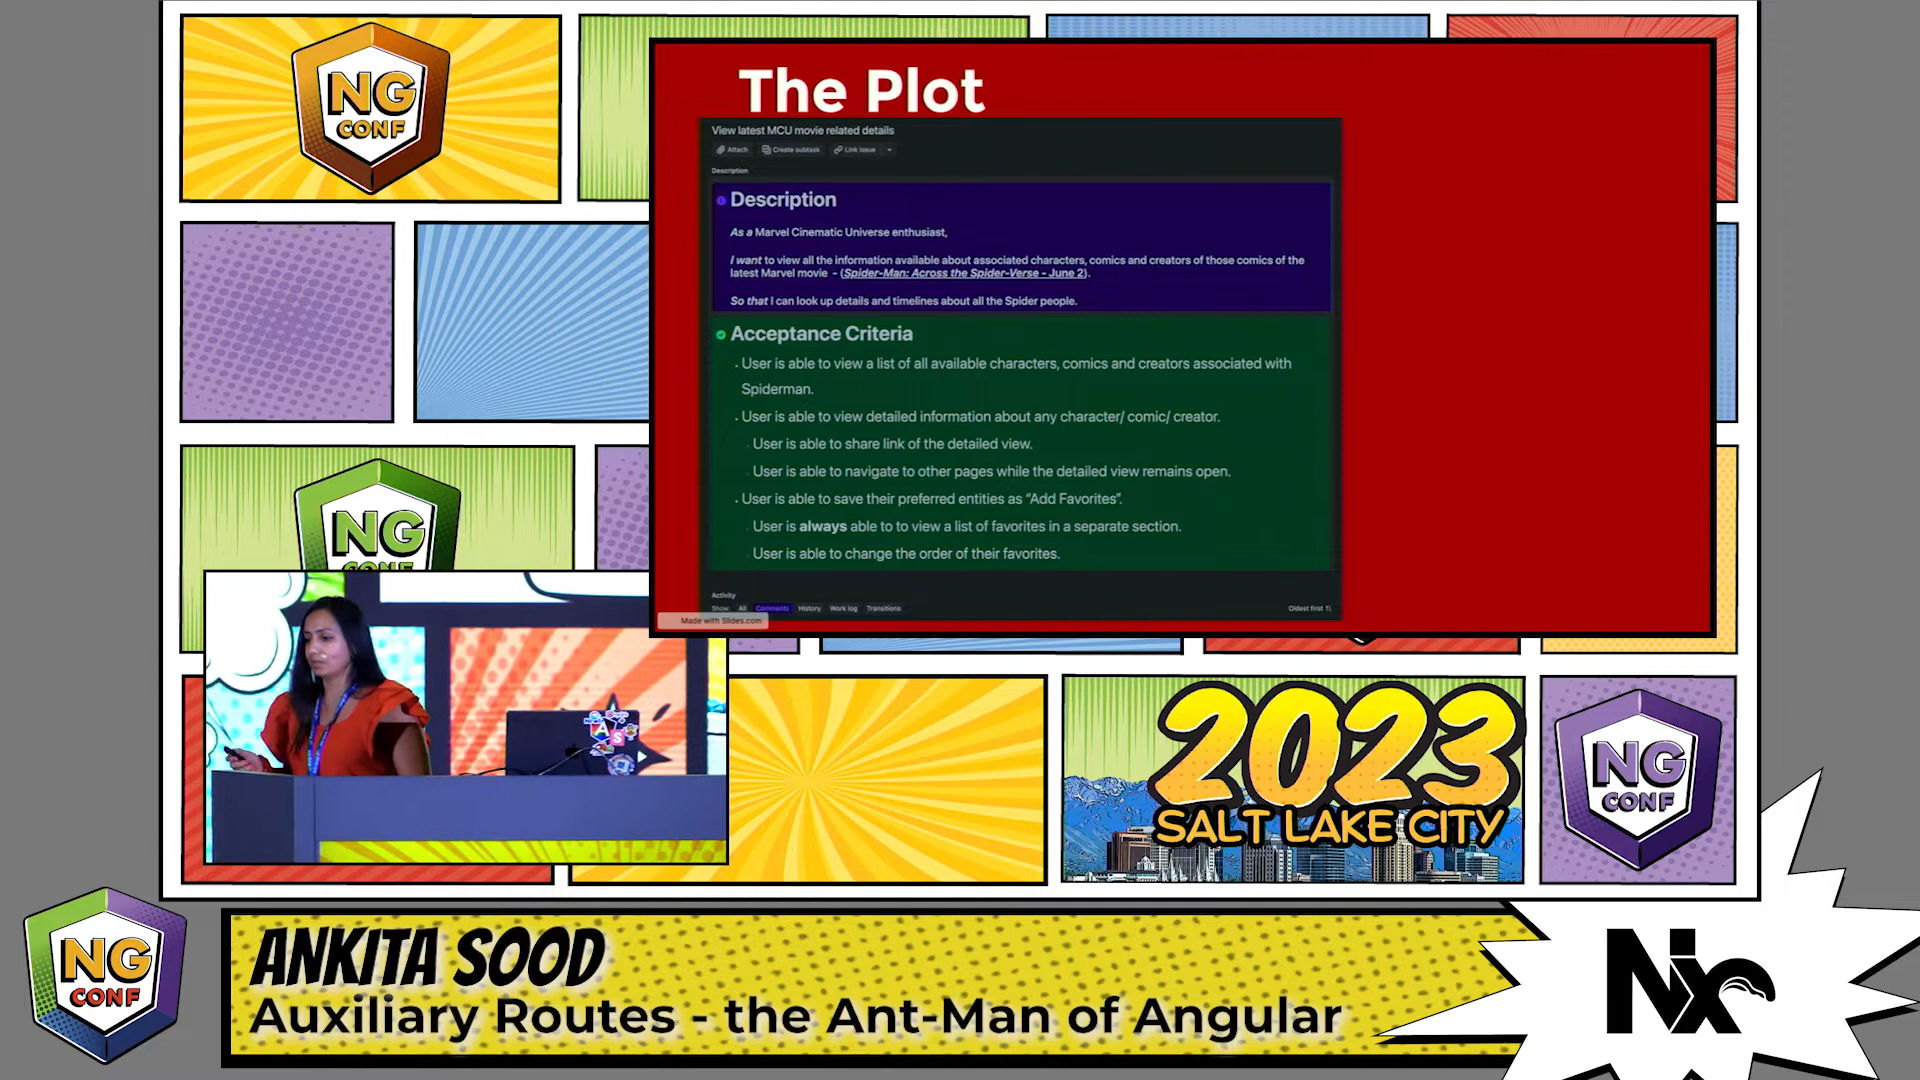 NG
CONF
The Plot
View latest MCU movie related details
Attach Create subtask Link issue
Description
Description
As a Marvel Cinematic Universe enthusiast,
I want to view all the information available about associated characters, comics and creators of those comics of the
latest Marvel movie - (Spider-Man: Across the Spider-Verse - June 2).
So that I can look up details and timelines about all the Spider people.
Acceptance Criteria
User is able to view a list of all available characters, comics and creators associated with
Spiderman.
User is able to view detailed information about any character/ comic/ creator.
User is able to share link of the detailed view.
User is able to navigate to other pages while the detailed view remains open.
User is able to save their preferred entities as “Add Favorites”.
User is always able to to view a list of favorites in a separate section.
User is able to change the order of their favorites.
Activity
Show: All Comments History Work log Transitions Oldest first
Made with Slides.com
NG
CONF
A
S
2023
SALT LAKE CITY
NG
CONF
NG
CONF
ANKITA SOOD
Auxiliary Routes - the Ant-Man of Angular
Nx